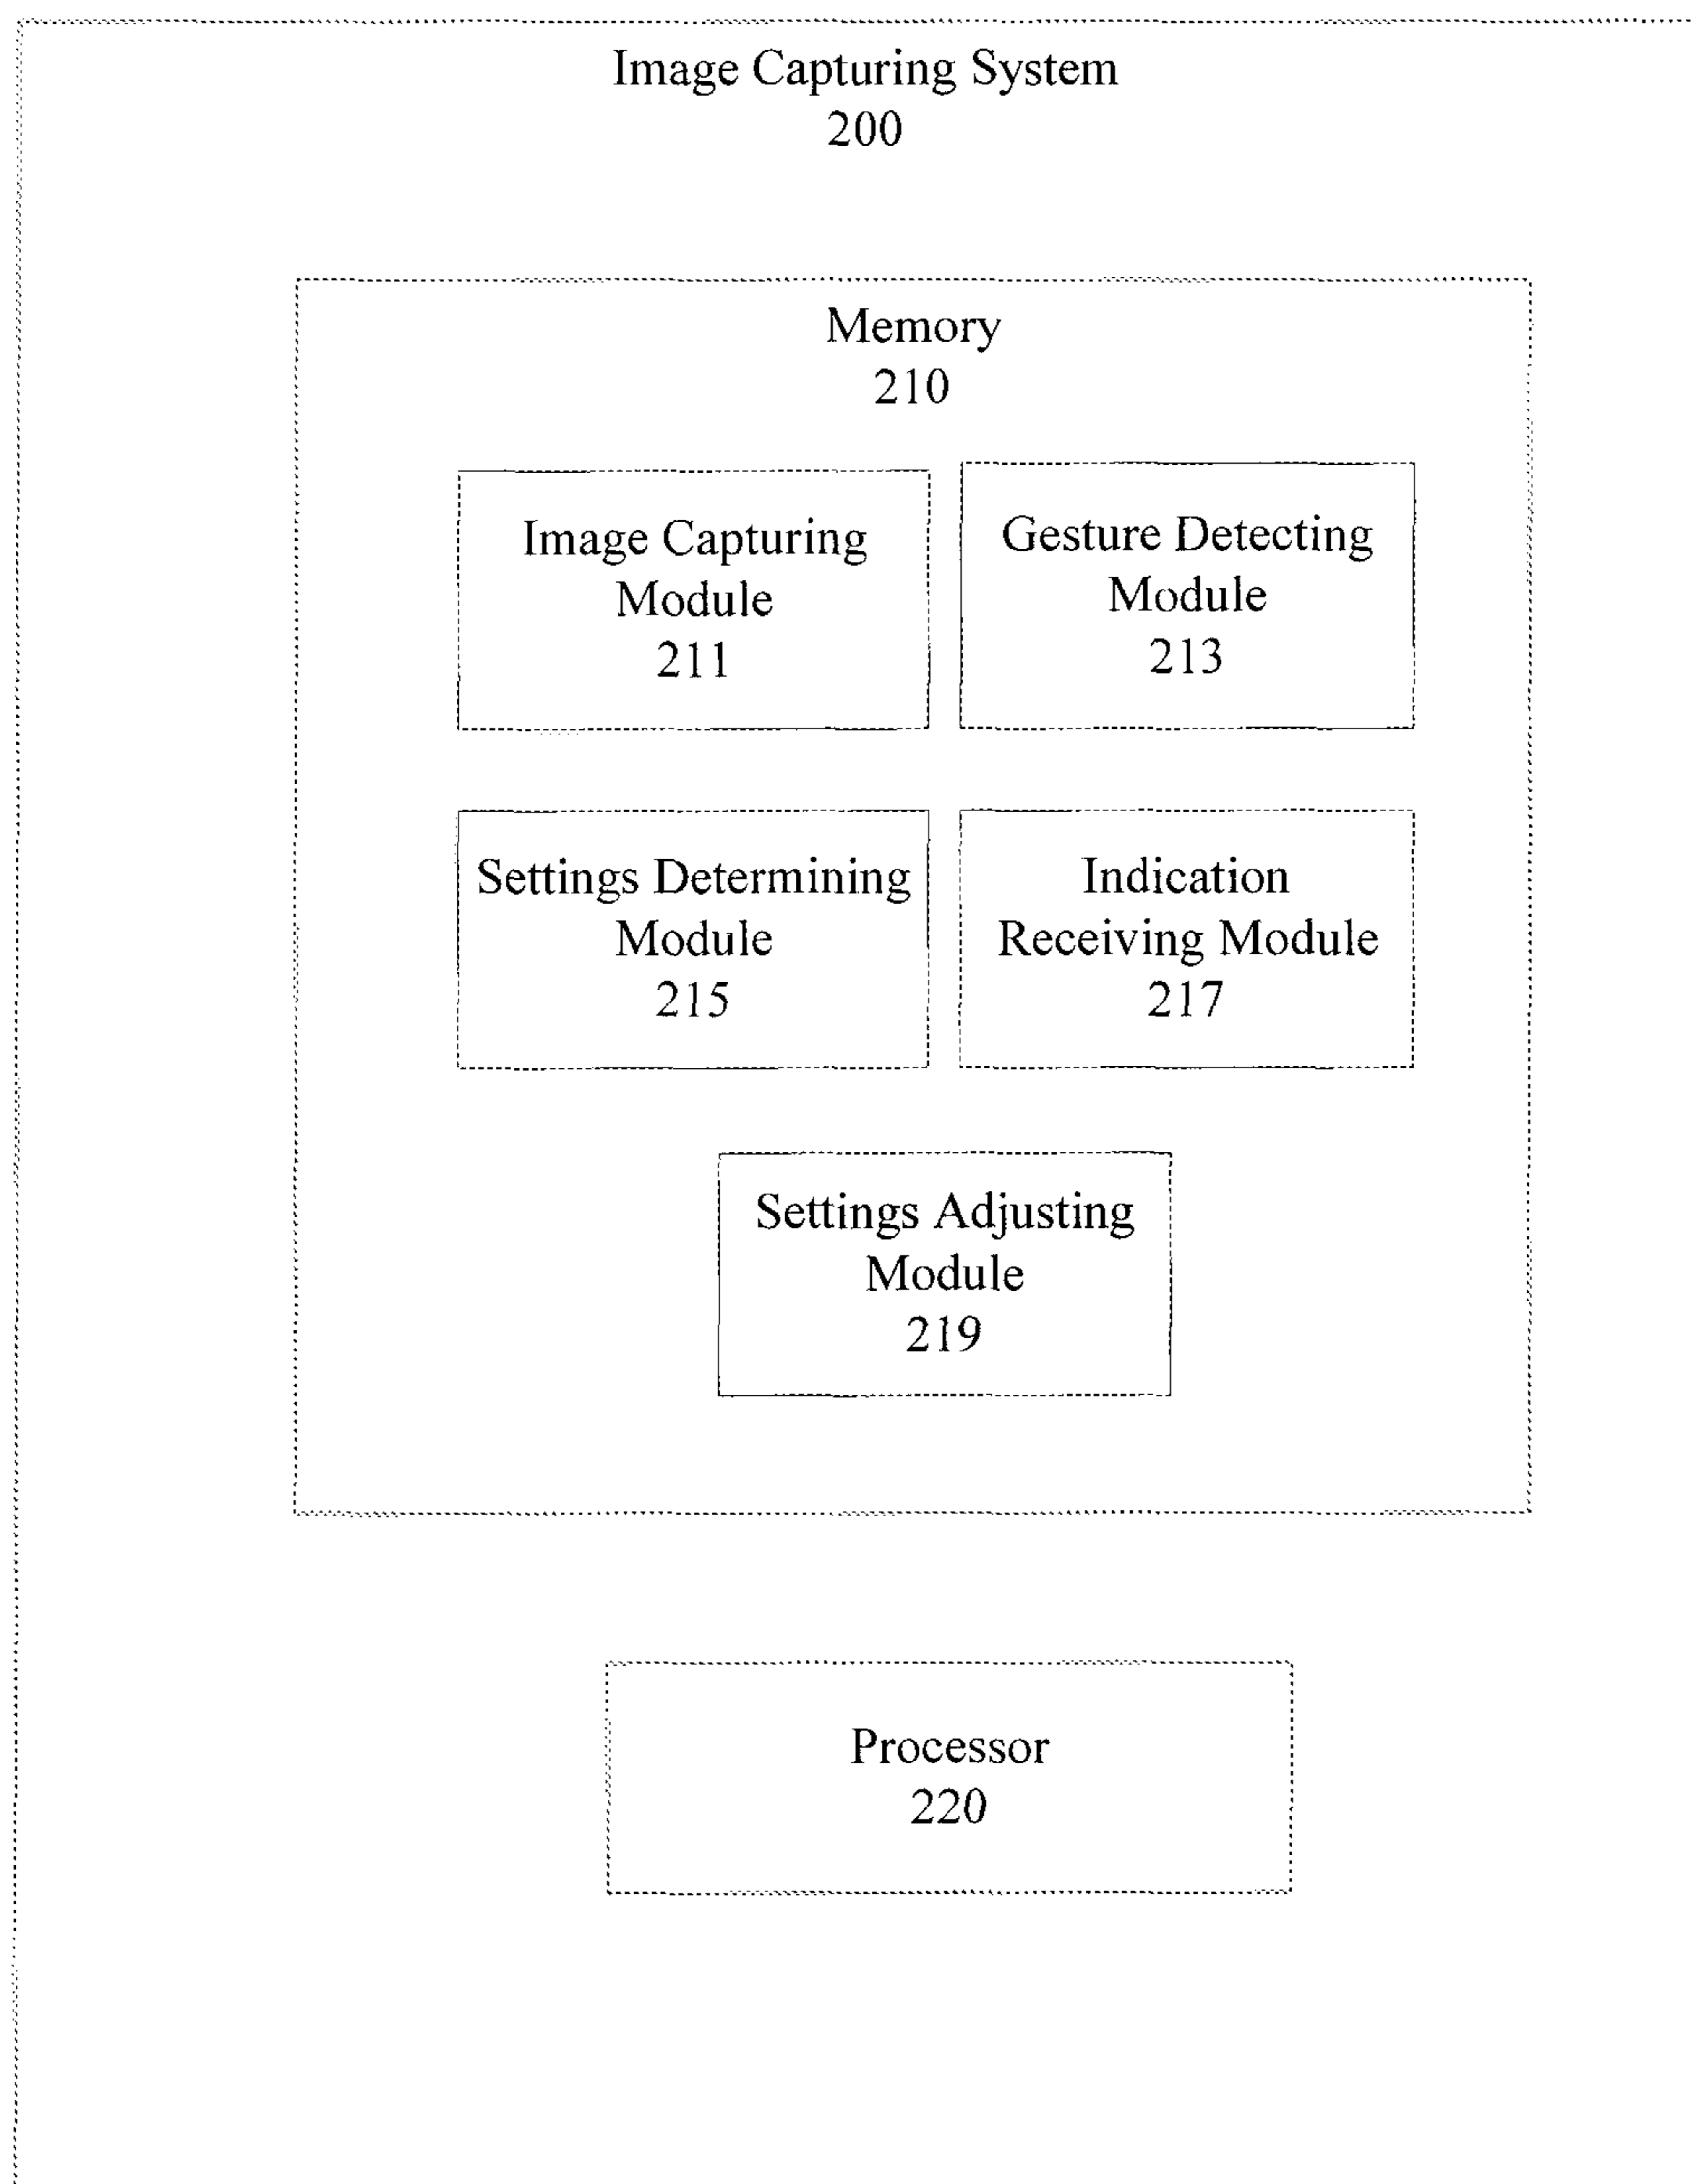 Image Capturing System
200
Memory
210
Image Capturing
Module
211
Gesture Detecting
Module
213
Settings Determining
Module
215
Indication
Receiving Module
217
Settings Adjusting
Module
219
Processor
220